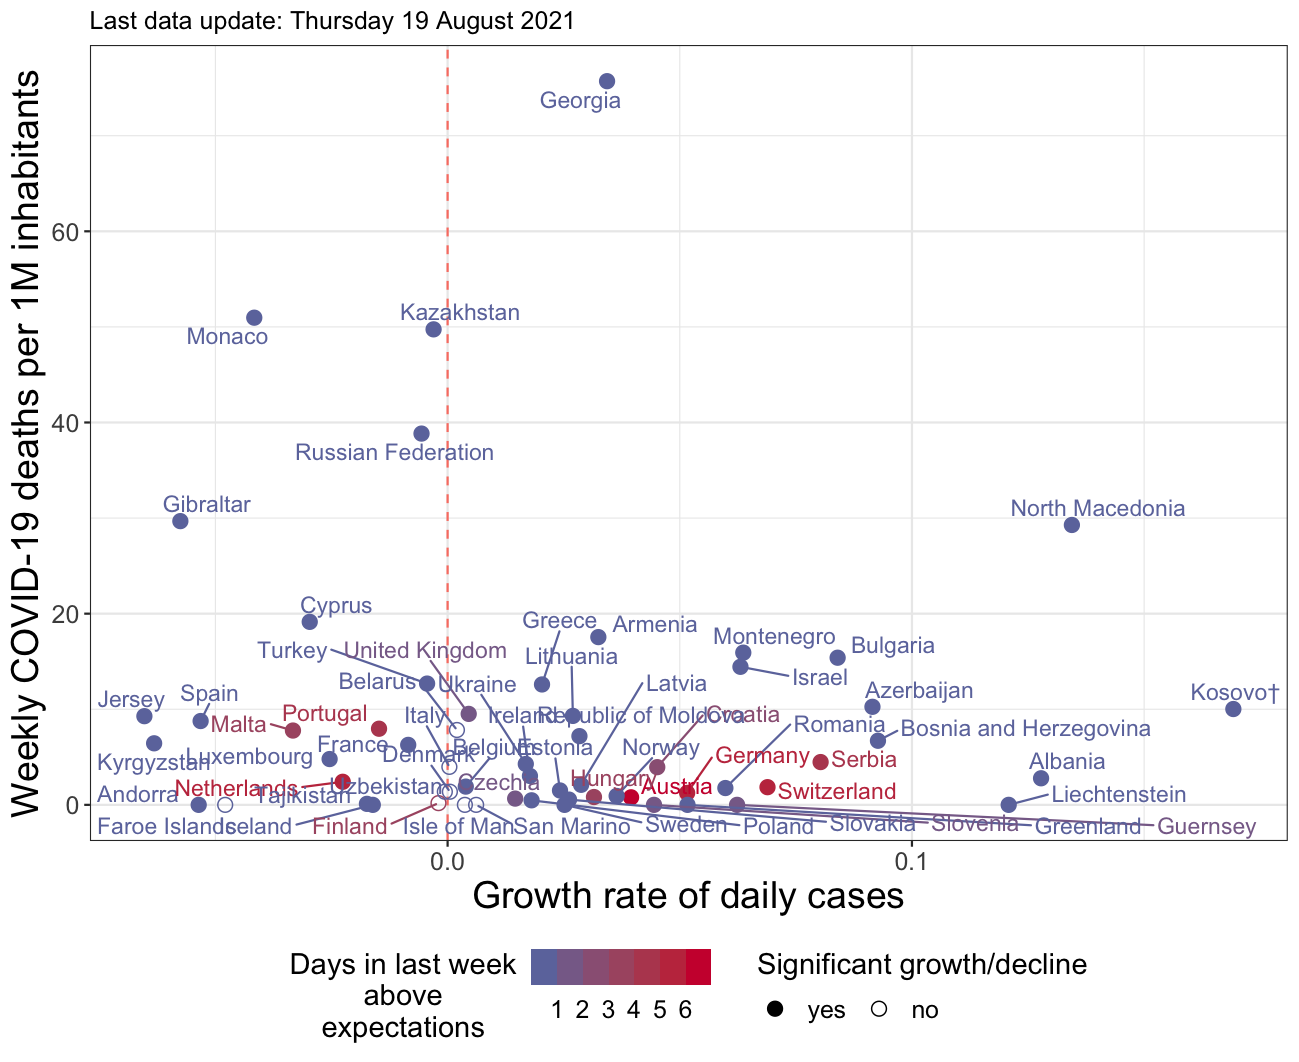 Last data update: Thursday 19 August 2021
Weekly COVID-19 deaths per 1M inhabitants
60
40
20
0
Georgia
Kazakhstan
Monaco
Russian Federation
Gibraltar
North Macedonia
Cyprus
Greece
Armenia
Montenegro
Bulgaria
Turkey
United Kingdom
Lithuania
Israel
Belarus
Ukraine
Latvia
Azerbaijan
Kosovo†
Jersey
Spain
Malta
Portugal
Italy
Ireland
Republic of Moldova
Croatia
Romania
Bosnia and Herzegovina
Kyrgyzstan
Luxembourg
France
Denmark
Belgium
Estonia
Norway
Germany
Serbia
Albania
Andorra
Netherlands
Tajikistan
Uzbekistan
Czechia
Hungary
Austria
Switzerland
Liechtenstein
Faroe Islands
Iceland
Finland
Isle of Man
San Marino
Sweden
Poland
Slovakia
Slovenia
Greenland
Guernsey
0.0
0.1
Growth rate of daily cases
Days in last week
above
expectations
1 2 3 4 5 6
Significant growth/decline
yes
no